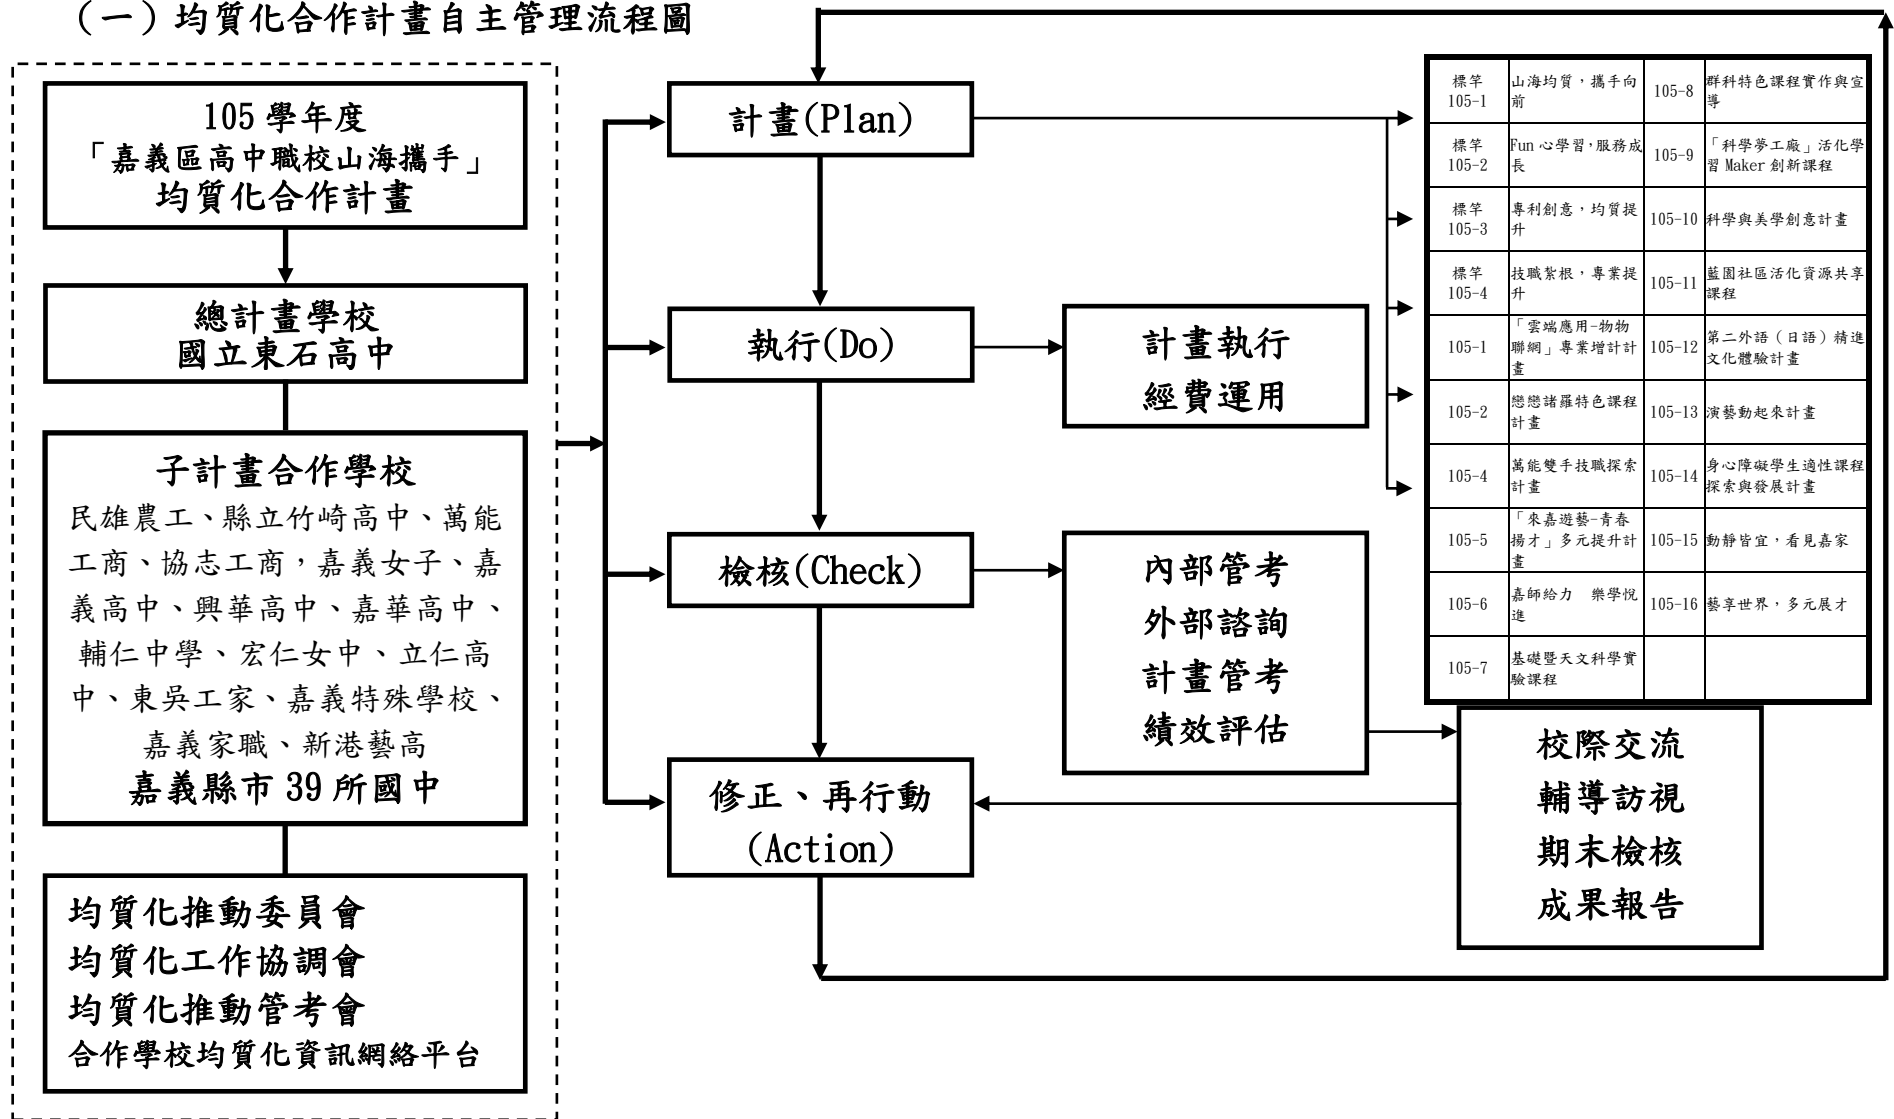 （一）均質化合作計畫自主管理流程圖
105 學年度
「嘉義區高中職校山海攜手」
均質化合作計畫
總計畫學校
國立東石高中
子計畫合作學校
民雄農工、縣立竹崎高中、萬能
工商、協志工商，嘉義女子、嘉
義高中、興華高中、嘉華高中、
輔仁中學、宏仁女中、立仁高
中、東吳工家、嘉義特殊學校、
嘉義家職、新港藝高
嘉義縣市 39 所國中
均質化推動委員會
均質化工作協調會
均質化推動管考會
合作學校均質化資訊網絡平台
計畫(Plan)
執行(Do)
檢核(Check)
修正、再行動
(Action)
計畫執行
經費運用
內部管考
外部諮詢
計畫管考
績效評估
標竿
105-1
山海均質，攜手向
前
105-8
群科特色課程實作與宣
導
標竿
105-2
Fun 心學習，服務成
長
105-9
「科學夢工廠」活化學
習 Maker 創新課程
標竿
105-3
專利創意，均質提
升
105-10
科學與美學創意計畫
標竿
105-4
技職紮根，專業提
升
105-11
藍園社區活化資源共享
課程
105-1
「雲端應用-物物
聯網」專業增計計
畫
105-12
第二外語（日語）精進
文化體驗計畫
105-2
戀戀諸羅特色課程
計畫
105-13
演藝動起來計畫
105-4
萬能雙手技職探索
計畫
105-14
身心障礙學生適性課程
探索與發展計畫
105-5
「來嘉遊藝-青春
揚才」多元提升計
畫
105-15
動靜皆宜，看見嘉家
105-6
嘉師給力　樂學悅
進
105-16
藝享世界，多元展才
105-7
基礎暨天文科學實
驗課程
校際交流
輔導訪視
期末檢核
成果報告